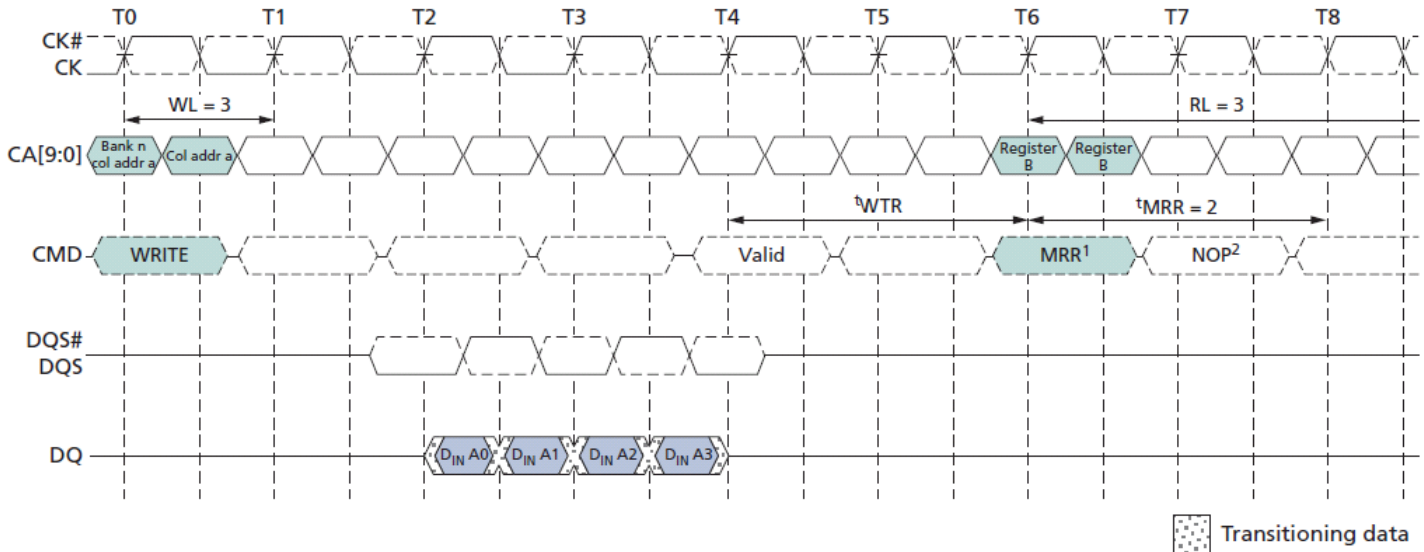 T0 T1 T2 T3 T4 T5 T6 T7 T8
CK#
CK
WL = 3 RL = 3
CA[9:0] Bank n col addr a Col addr a Register B Register B
tWTR tMRR = 2
CMD WRITE Valid MRR1 NOP2
DQS#
DQS
DQ DIN A0 DIN A1 DIN A2 DIN A3
Transitioning data